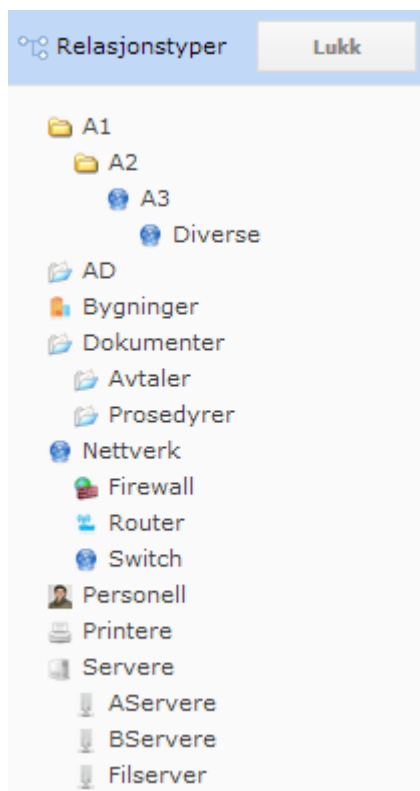 Relasjonstyper Lukk
A1
A2
A3
Diverse
AD
Bygninger
Dokumenter
Avtaler
Prosedyrer
Nettverk
Firewall
Router
Switch
Personell
Printere
Servere
AServere
BServere
Filserver